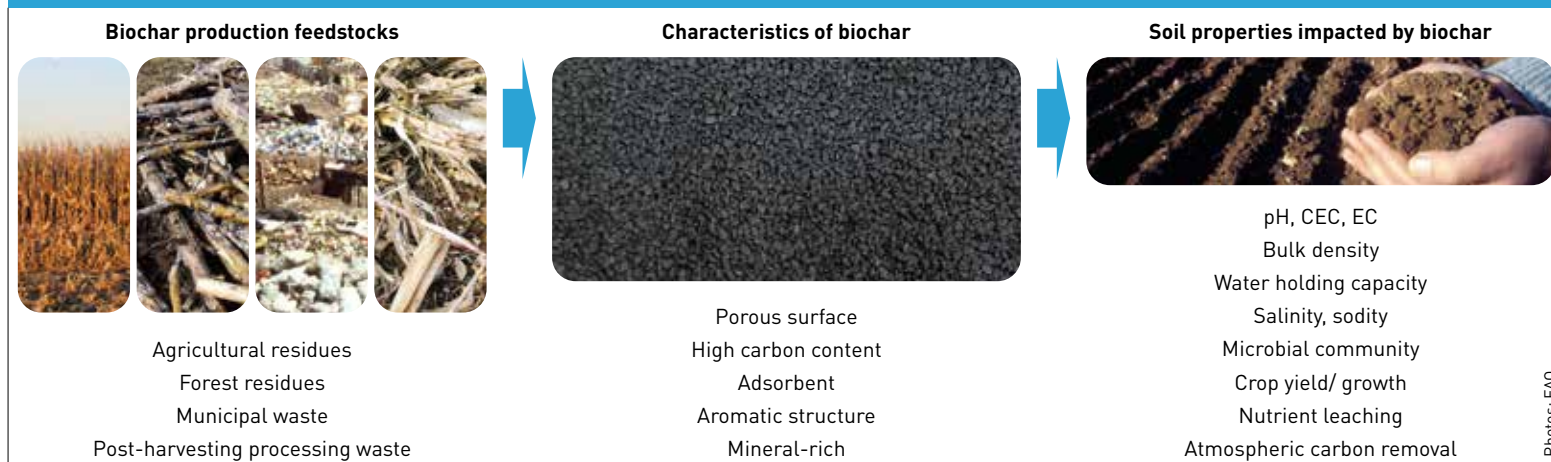 Biochar production feedstocks
Agricultural residues
Forest residues
Municipal waste
Post-harvesting processing waste
Characteristics of biochar
Porous surface
High carbon content
Adsorbent
Aromatic structure
Mineral-rich
Soil properties impacted by biochar
pH, CEC, EC
Bulk density
Water holding capacity
Salinity, sodity
Microbial community
Crop yield/ growth
Nutrient leaching
Atmospheric carbon removal
Photos: FAO